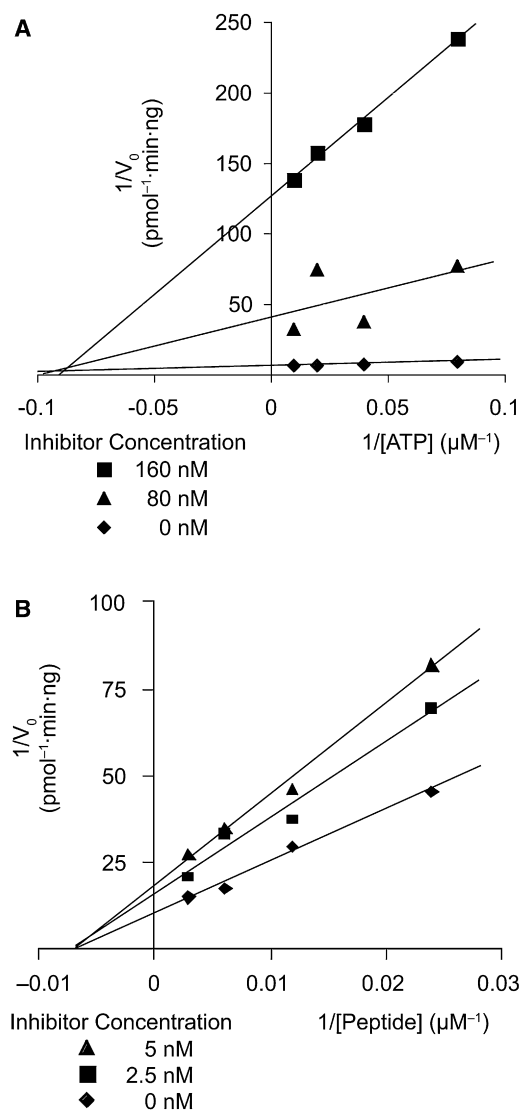 A
250
200
150
100
50
1/V₀
(pmol⁻¹·min·ng)
-0.1
-0.05
0
0.05
0.1
Inhibitor Concentration
1/[ATP] (µM⁻¹)
160 nM
80 nM
0 nM
B
100
75
50
25
1/V₀
(pmol⁻¹·min·ng)
–0.01
0
0.01
0.02
0.03
Inhibitor Concentration
1/[Peptide] (µM⁻¹)
5 nM
2.5 nM
0 nM